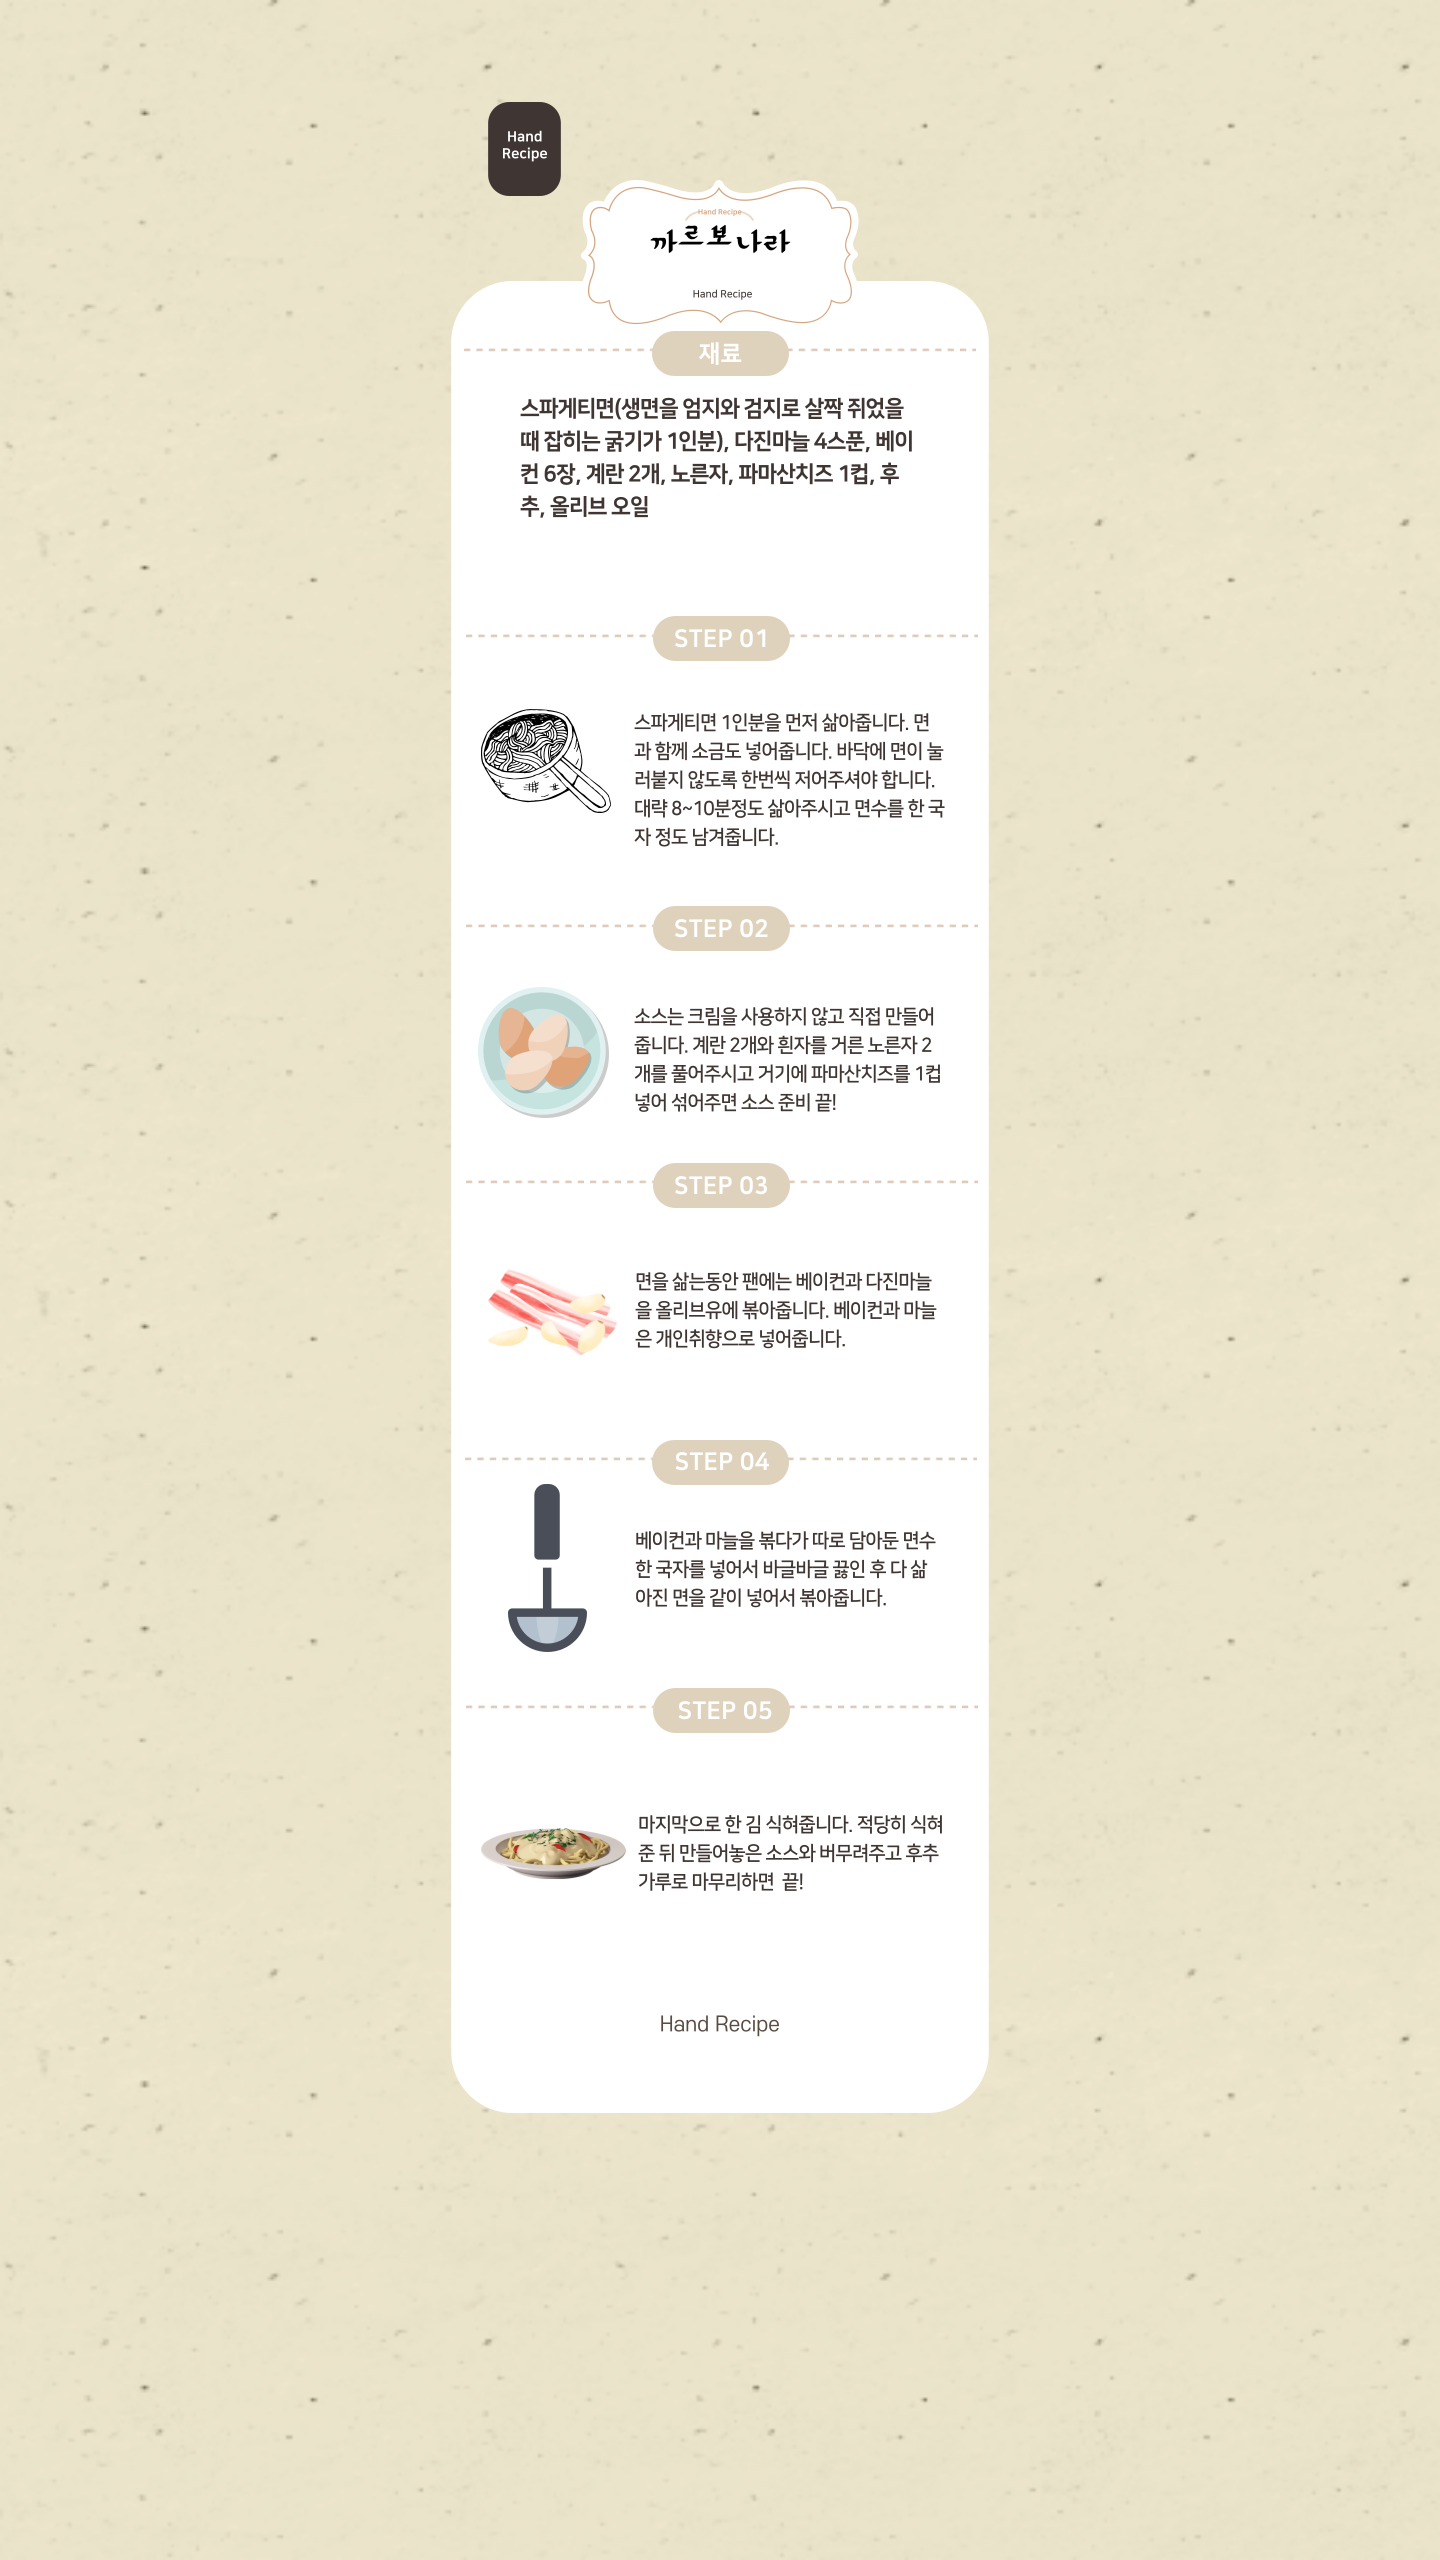 Hand
Recipe
Hand Recipe
까르보나라
Hand Recipe
재료
스파게티면(생면을 엄지와 검지로 살짝 쥐었을
때 잡히는 굵기가 1인분), 다진마늘 4스푼, 베이
컨 6장, 계란 2개, 노른자, 파마산치즈 1컵, 후
추, 올리브 오일
STEP 01
스파게티면 1인분을 먼저 삶아줍니다. 면
과 함께 소금도 넣어줍니다. 바닥에 면이 눌
러붙지 않도록 한번씩 저어주셔야 합니다.
대략 8~10분정도 삶아주시고 면수를 한 국
자 정도 남겨줍니다.
STEP 02
소스는 크림을 사용하지 않고 직접 만들어
줍니다. 계란 2개와 흰자를 거른 노른자 2
개를 풀어주시고 거기에 파마산치즈를 1컵
넣어 섞어주면 소스 준비 끝!
STEP 03
면을 삶는동안 팬에는 베이컨과 다진마늘
을 올리브유에 볶아줍니다. 베이컨과 마늘
은 개인취향으로 넣어줍니다.
STEP 04
베이컨과 마늘을 볶다가 따로 담아둔 면수
한 국자를 넣어서 바글바글 끓인 후 다 삶
아진 면을 같이 넣어서 볶아줍니다.
STEP 05
마지막으로 한 김 식혀줍니다. 적당히 식혀
준 뒤 만들어놓은 소스와 버무려주고 후추
가루로 마무리하면 끝!
Hand Recipe